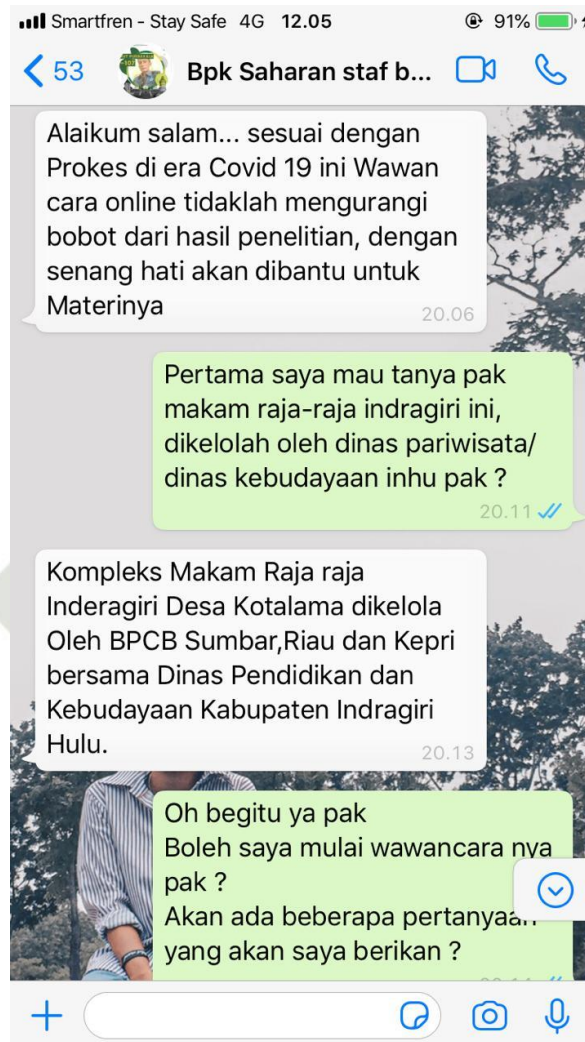 Smartfren - Stay Safe 4G 12.05 91%
53 Bpk Saharan staf b...
Alaikum salam... sesuai dengan
Prokes di era Covid 19 ini Wawan
cara online tidaklah mengurangi
bobot dari hasil penelitian, dengan
senang hati akan dibantu untuk
Materinya
20.06
Pertama saya mau tanya pak
makam raja-raja indragiri ini,
dikelolah oleh dinas pariwisata/
dinas kebudayaan inhu pak ?
20.11
Kompleks Makam Raja raja
Inderagiri Desa Kotalama dikelola
Oleh BPCB Sumbar,Riau dan Kepri
bersama Dinas Pendidikan dan
Kebudayaan Kabupaten Indragiri
Hulu.
20.13
Oh begitu ya pak
Boleh saya mulai wawancara nya
pak ?
Akan ada beberapa pertanyaan
yang akan saya berikan ?